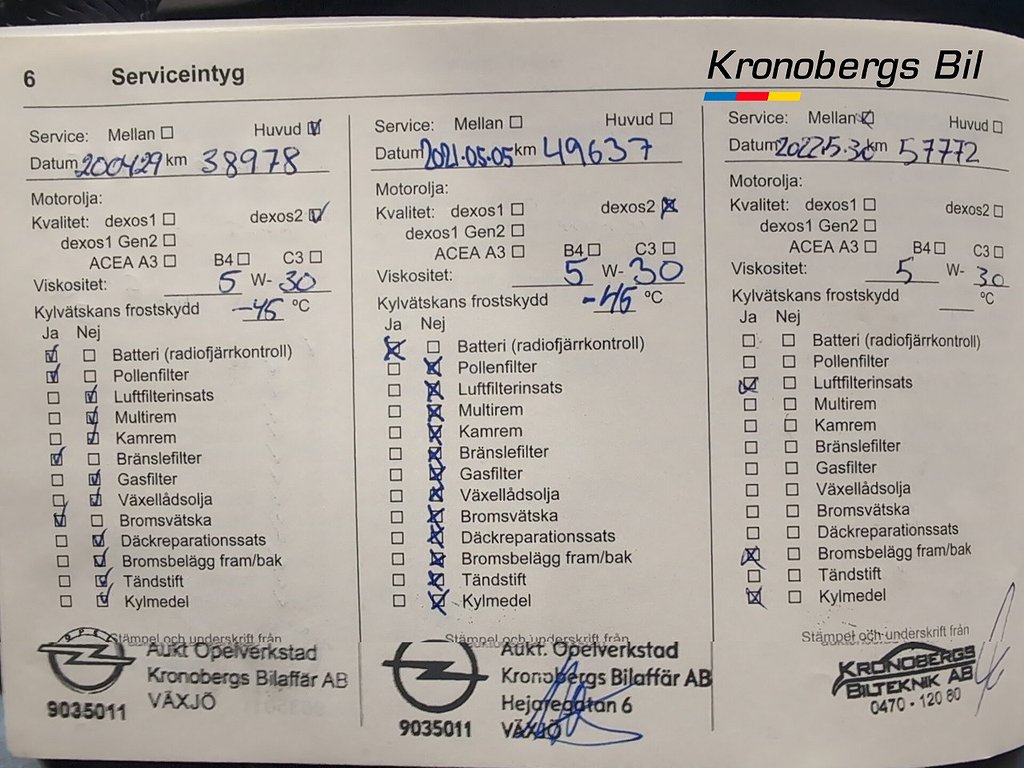 6 Serviceintyg
Kronobergs Bil
Service: Mellan ☐ Huvud ☑
Datum 200429 km 38978
Motorolja:
Kvalitet: dexos1 ☐ dexos2 ☑
dexos1 Gen2 ☐
ACEA A3 ☐ B4 ☐ C3 ☐
Viskositet: 5 W- 30
Kylvätskans frostskydd -45 °C
Ja Nej
☑ ☐ Batteri (radiofjärrkontroll)
☑ ☐ Pollenfilter
☐ ☑ Luftfilterinsats
☐ ☑ Multirem
☐ ☑ Kamrem
☑ ☐ Bränslefilter
☐ ☑ Gasfilter
☐ ☑ Växellådsolja
☑ ☐ Bromsvätska
☐ ☑ Däckreparationssats
☐ ☑ Bromsbelägg fram/bak
☐ ☑ Tändstift
☐ ☑ Kylmedel
Stämpel och underskrift från
OPEL
Aukt Opelverkstad
Kronobergs Bilaffär AB
VÄXJÖ
9035011
Service: Mellan ☐ Huvud ☐
Datum 2021.05.05 km 49637
Motorolja:
Kvalitet: dexos1 ☐ dexos2 ☒
dexos1 Gen2 ☐
ACEA A3 ☐ B4 ☐ C3 ☐
Viskositet: 5 W- 30
Kylvätskans frostskydd -45 °C
Ja Nej
☒ ☐ Batteri (radiofjärrkontroll)
☐ ☒ Pollenfilter
☐ ☒ Luftfilterinsats
☐ ☒ Multirem
☐ ☒ Kamrem
☐ ☒ Bränslefilter
☐ ☒ Gasfilter
☐ ☒ Växellådsolja
☐ ☒ Bromsvätska
☐ ☒ Däckreparationssats
☐ ☒ Bromsbelägg fram/bak
☐ ☒ Tändstift
☐ ☒ Kylmedel
Stämpel och underskrift från
Aukt. Opelverkstad
Kronobergs Bilaffär AB
Hejaregatan 6
9035011 VÄXJÖ
Service: Mellan ☒ Huvud ☐
Datum 2022.5.30 km 57772
Motorolja:
Kvalitet: dexos1 ☐ dexos2 ☐
dexos1 Gen2 ☐
ACEA A3 ☐ B4 ☐ C3 ☐
Viskositet: 5 W- 30
Kylvätskans frostskydd °C
Ja Nej
☐ ☐ Batteri (radiofjärrkontroll)
☐ ☐ Pollenfilter
☒ ☐ Luftfilterinsats
☐ ☐ Multirem
☐ ☐ Kamrem
☐ ☐ Bränslefilter
☐ ☐ Gasfilter
☐ ☐ Växellådsolja
☐ ☐ Bromsvätska
☐ ☐ Däckreparationssats
☒ ☐ Bromsbelägg fram/bak
☐ ☐ Tändstift
☒ ☐ Kylmedel
Stämpel och underskrift från
KRONOBERGS
BILTEKNIK AB
0470 - 120 80